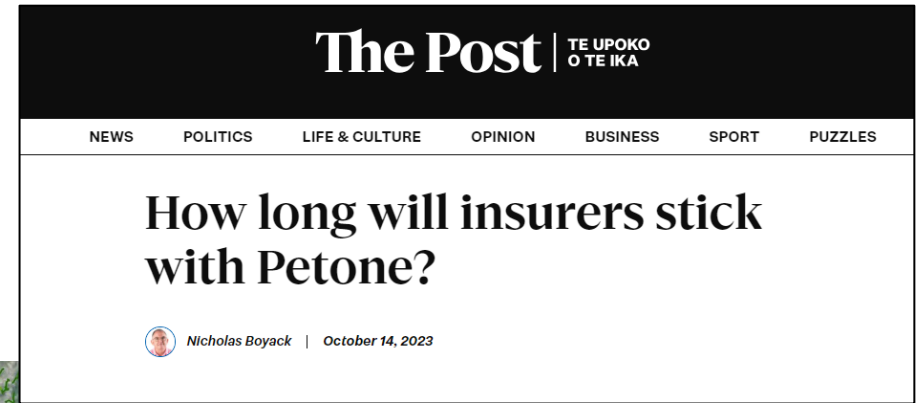 The Post | TE UPOKO
O TE IKA
NEWS POLITICS LIFE & CULTURE OPINION BUSINESS SPORT PUZZLES
How long will insurers stick
with Petone?
Nicholas Boyack | October 14, 2023